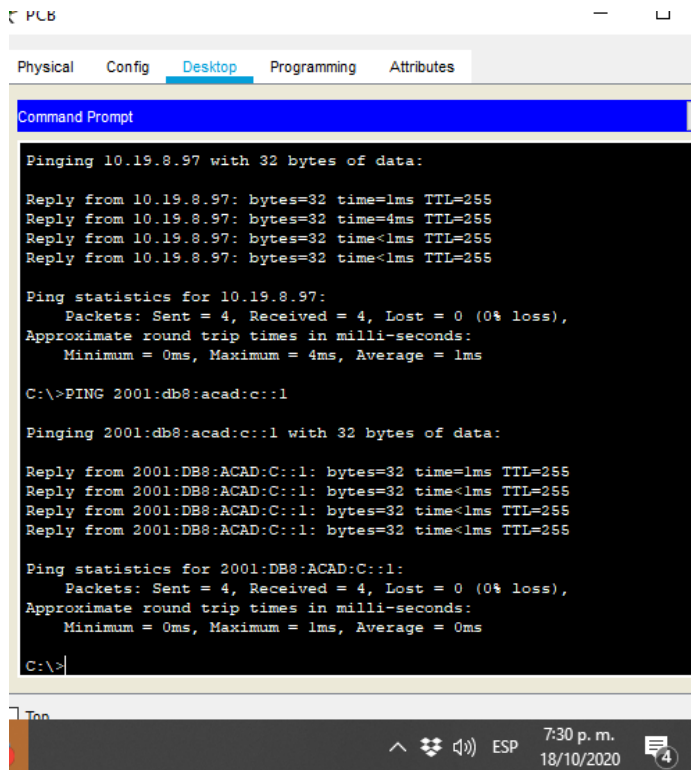 PCB
Physical Config Desktop Programming Attributes
Command Prompt
Pinging 10.19.8.97 with 32 bytes of data:
Reply from 10.19.8.97: bytes=32 time=1ms TTL=255
Reply from 10.19.8.97: bytes=32 time=4ms TTL=255
Reply from 10.19.8.97: bytes=32 time<1ms TTL=255
Reply from 10.19.8.97: bytes=32 time<1ms TTL=255
Ping statistics for 10.19.8.97:
Packets: Sent = 4, Received = 4, Lost = 0 (0% loss),
Approximate round trip times in milli-seconds:
Minimum = 0ms, Maximum = 4ms, Average = 1ms
C:\>PING 2001:db8:acad:c::1
Pinging 2001:db8:acad:c::1 with 32 bytes of data:
Reply from 2001:DB8:ACAD:C::1: bytes=32 time=1ms TTL=255
Reply from 2001:DB8:ACAD:C::1: bytes=32 time<1ms TTL=255
Reply from 2001:DB8:ACAD:C::1: bytes=32 time<1ms TTL=255
Reply from 2001:DB8:ACAD:C::1: bytes=32 time<1ms TTL=255
Ping statistics for 2001:DB8:ACAD:C::1:
Packets: Sent = 4, Received = 4, Lost = 0 (0% loss),
Approximate round trip times in milli-seconds:
Minimum = 0ms, Maximum = 1ms, Average = 0ms
C:\>
Top
ESP
7:30 p. m.
18/10/2020
4